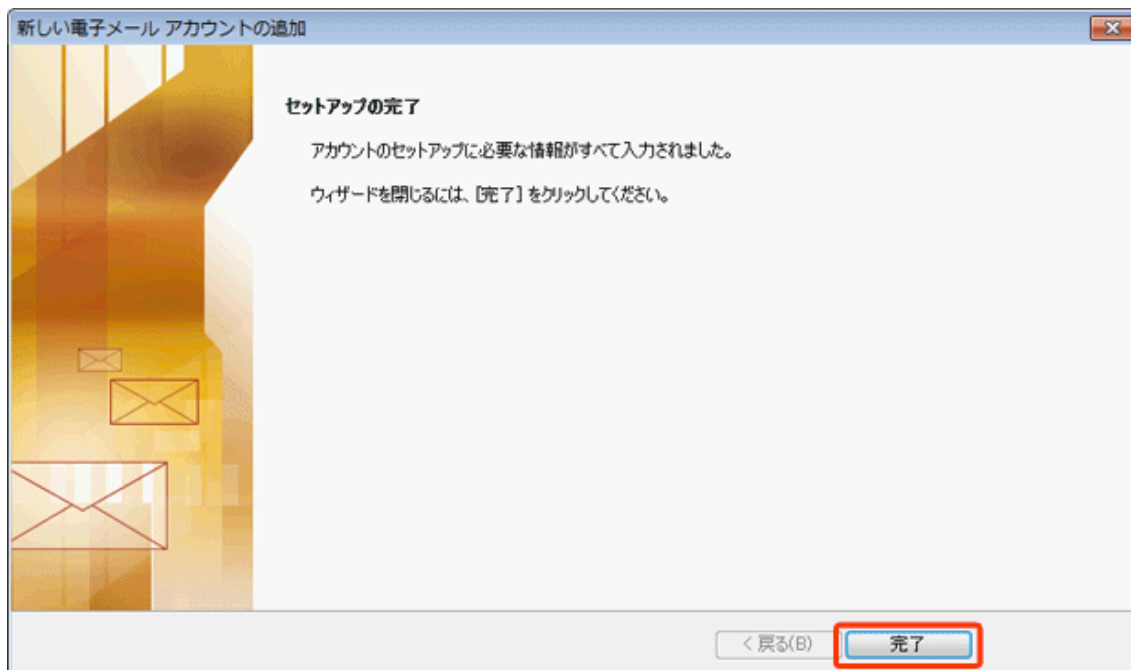 新しい電子メール アカウントの追加
セットアップの完了
アカウントのセットアップに必要な情報がすべて入力されました。
ウィザードを閉じるには、[完了] をクリックしてください。
< 戻る(B)
完了